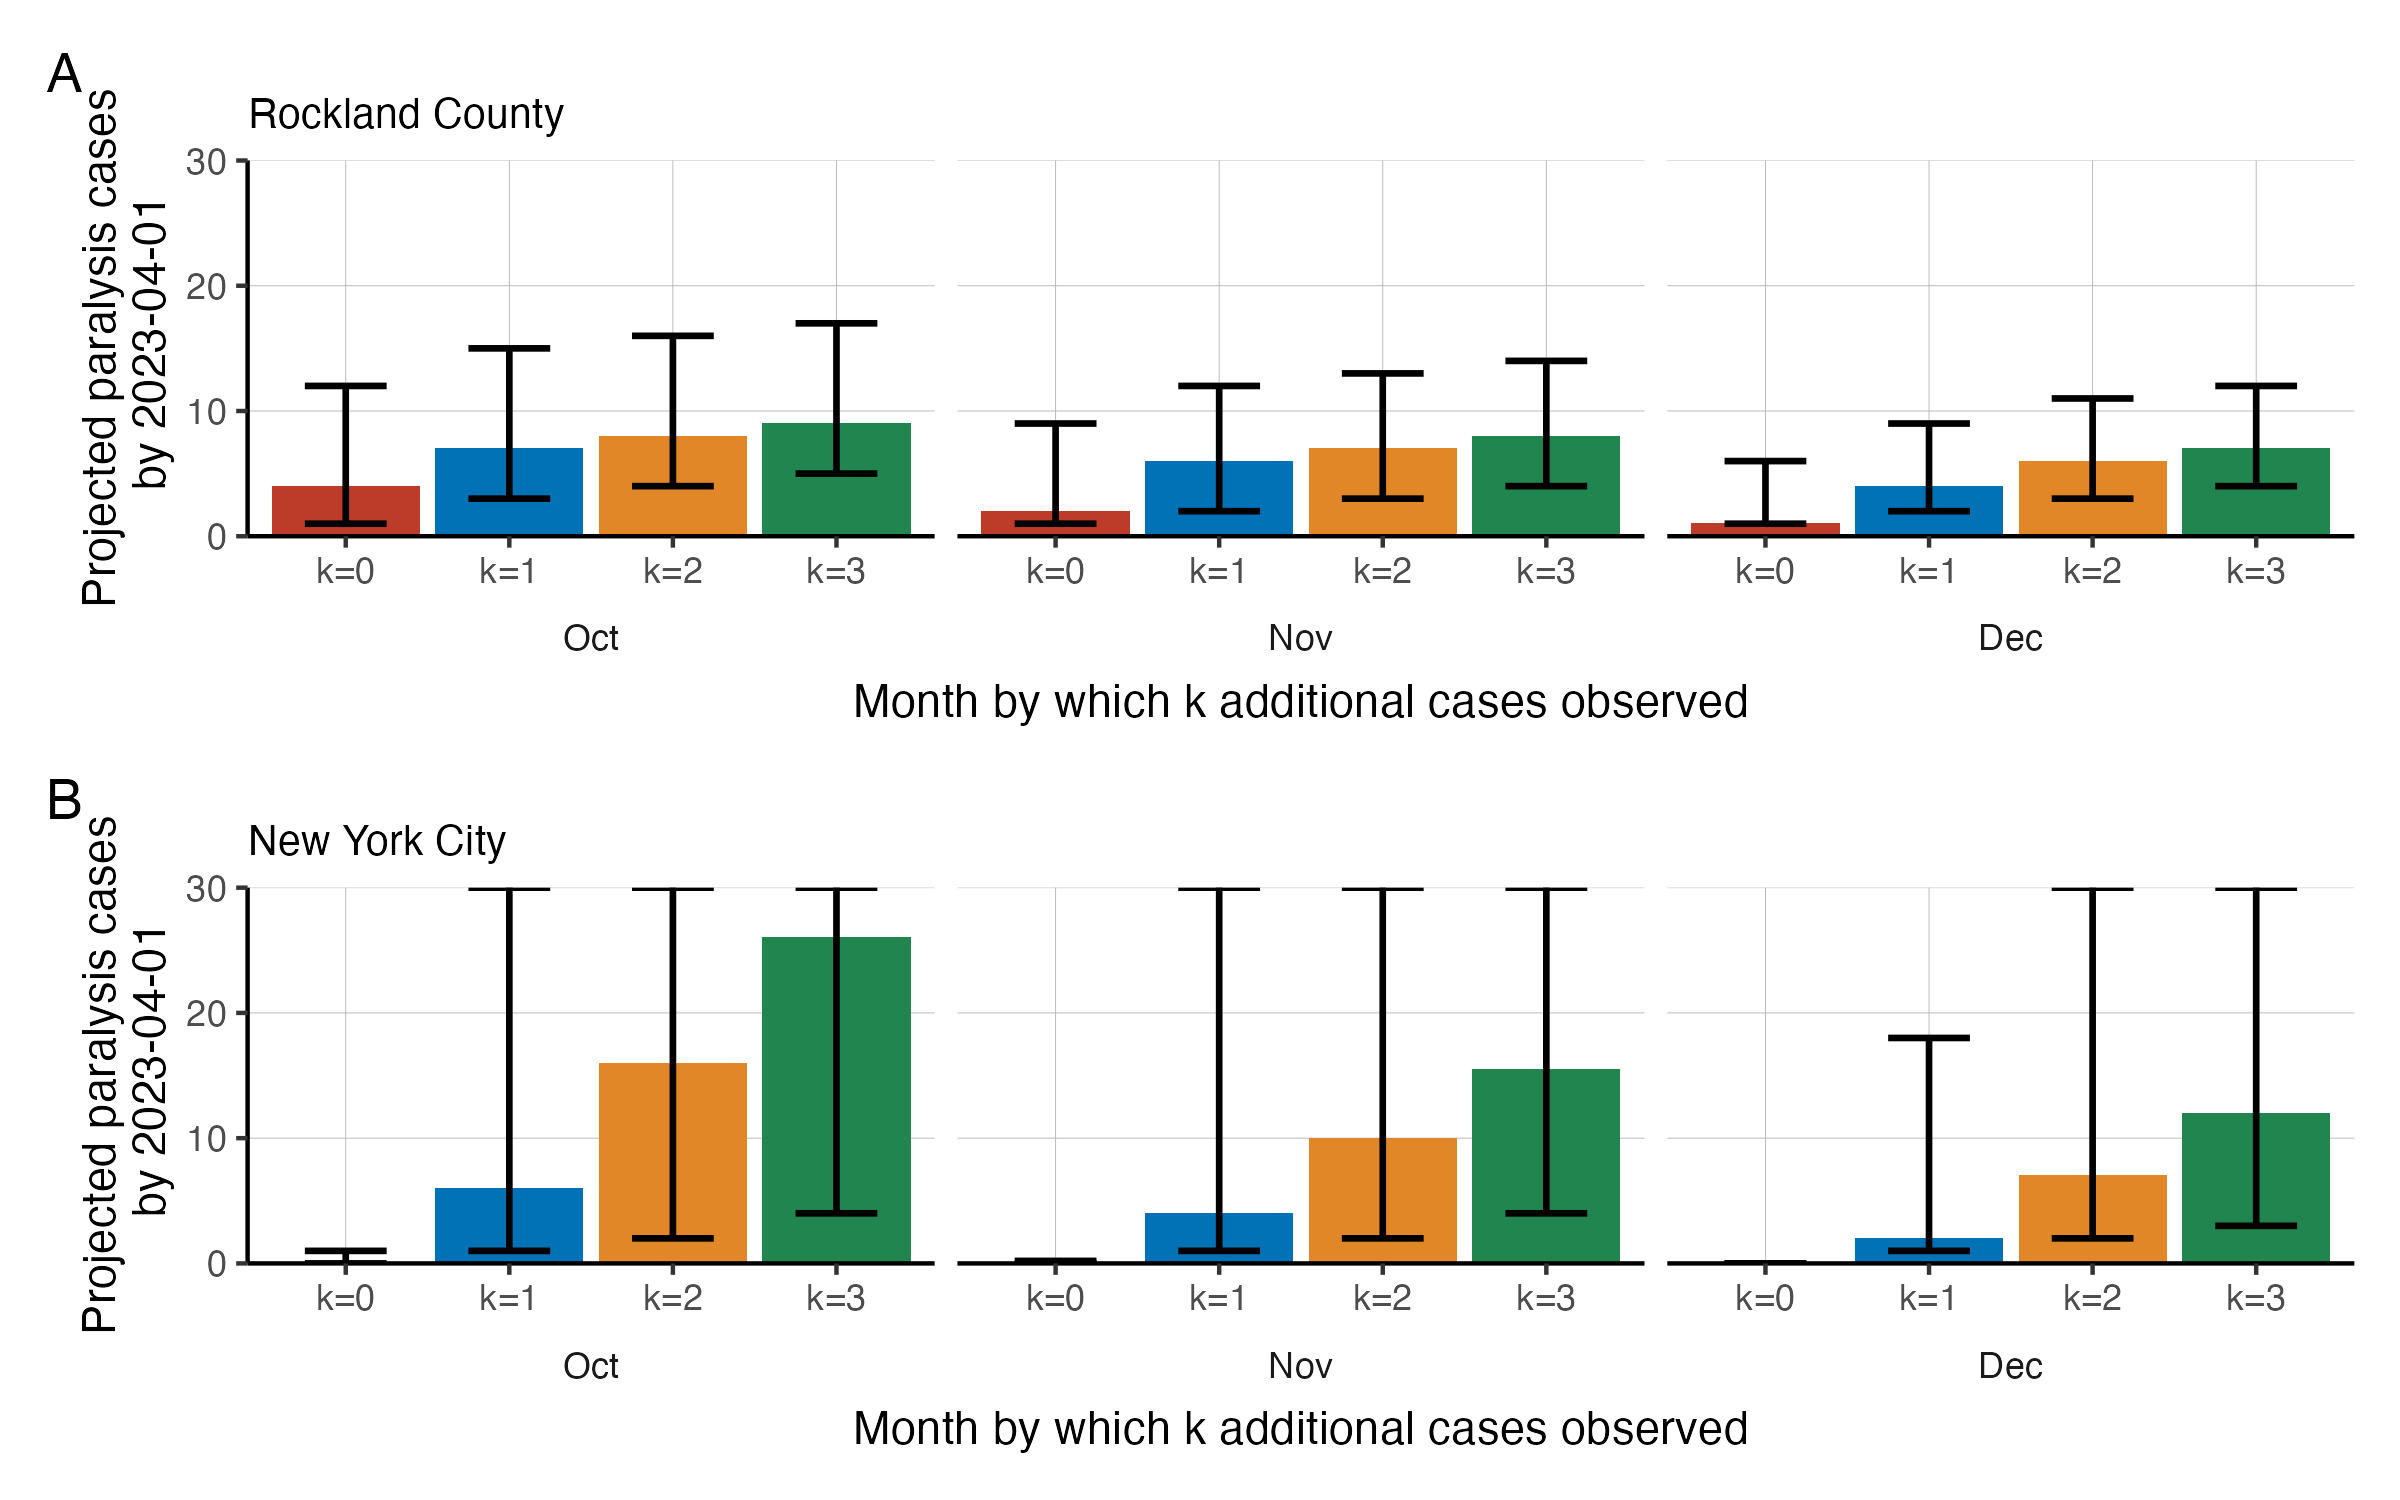 A
Rockland County
Projected paralysis cases
by 2023-04-01
30
20
10
0
k=0 k=1 k=2 k=3 k=0 k=1 k=2 k=3 k=0 k=1 k=2 k=3
Oct Nov Dec
Month by which k additional cases observed
B
New York City
Projected paralysis cases
by 2023-04-01
30
20
10
0
k=0 k=1 k=2 k=3 k=0 k=1 k=2 k=3 k=0 k=1 k=2 k=3
Oct Nov Dec
Month by which k additional cases observed